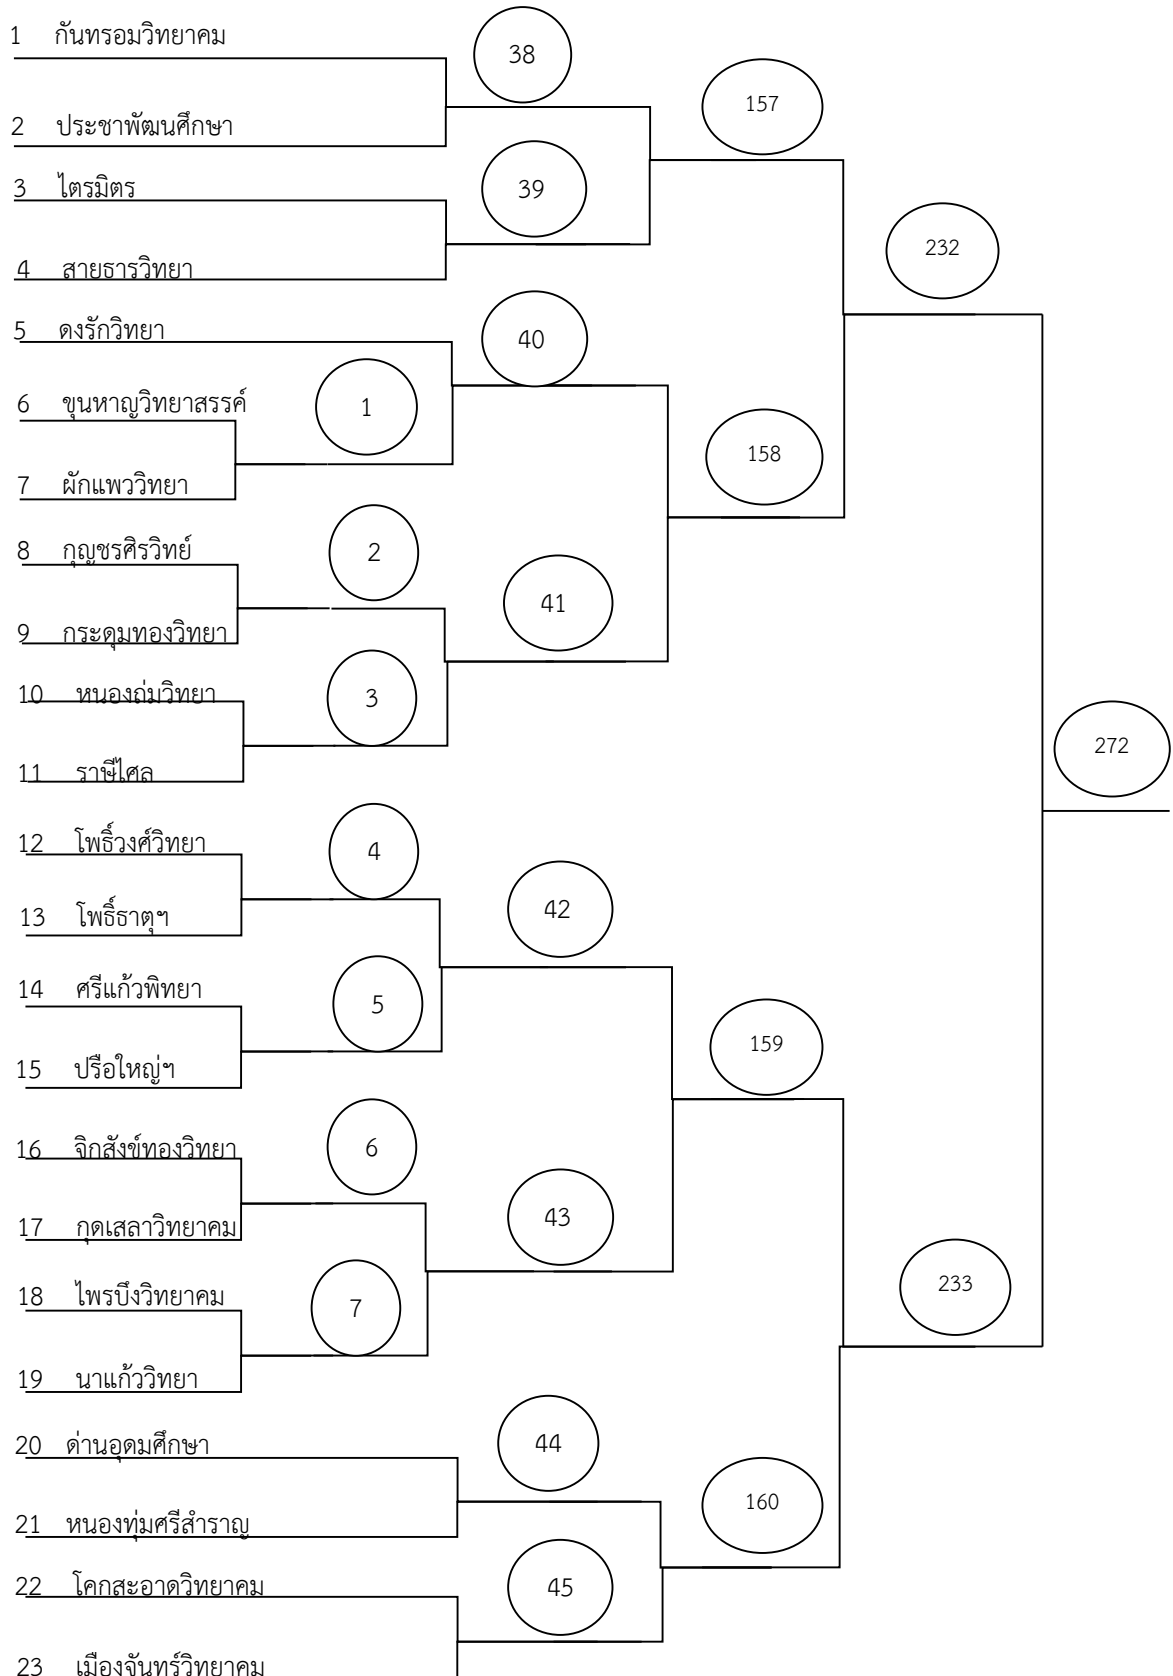 1 กันทรอมวิทยาคม
38
157
2 ประชาพัฒนศึกษา
3 ไตรมิตร
39
232
4 สายธารวิทยา
5 ดงรักวิทยา
40
6 ขุนหาญวิทยาสรรค์
1
158
7 ผักแพววิทยา
8 กุญชรศิรวิทย์
2
41
9 กระดุมทองวิทยา
10 หนองถ่มวิทยา
3
272
11 ราษีไศล
12 โพธิ์วงศ์วิทยา
4
42
13 โพธิ์ธาตุฯ
14 ศรีแก้วพิทยา
5
159
15 ปรือใหญ่ฯ
16 จิกสังข์ทองวิทยา
6
43
17 กุดเสลาวิทยาคม
233
18 ไพรบึงวิทยาคม
7
19 นาแก้ววิทยา
20 ด่านอุดมศึกษา
44
160
21 หนองทุ่มศรีสำราญ
22 โคกสะอาดวิทยาคม
45
23 เมืองจันทร์วิทยาคม